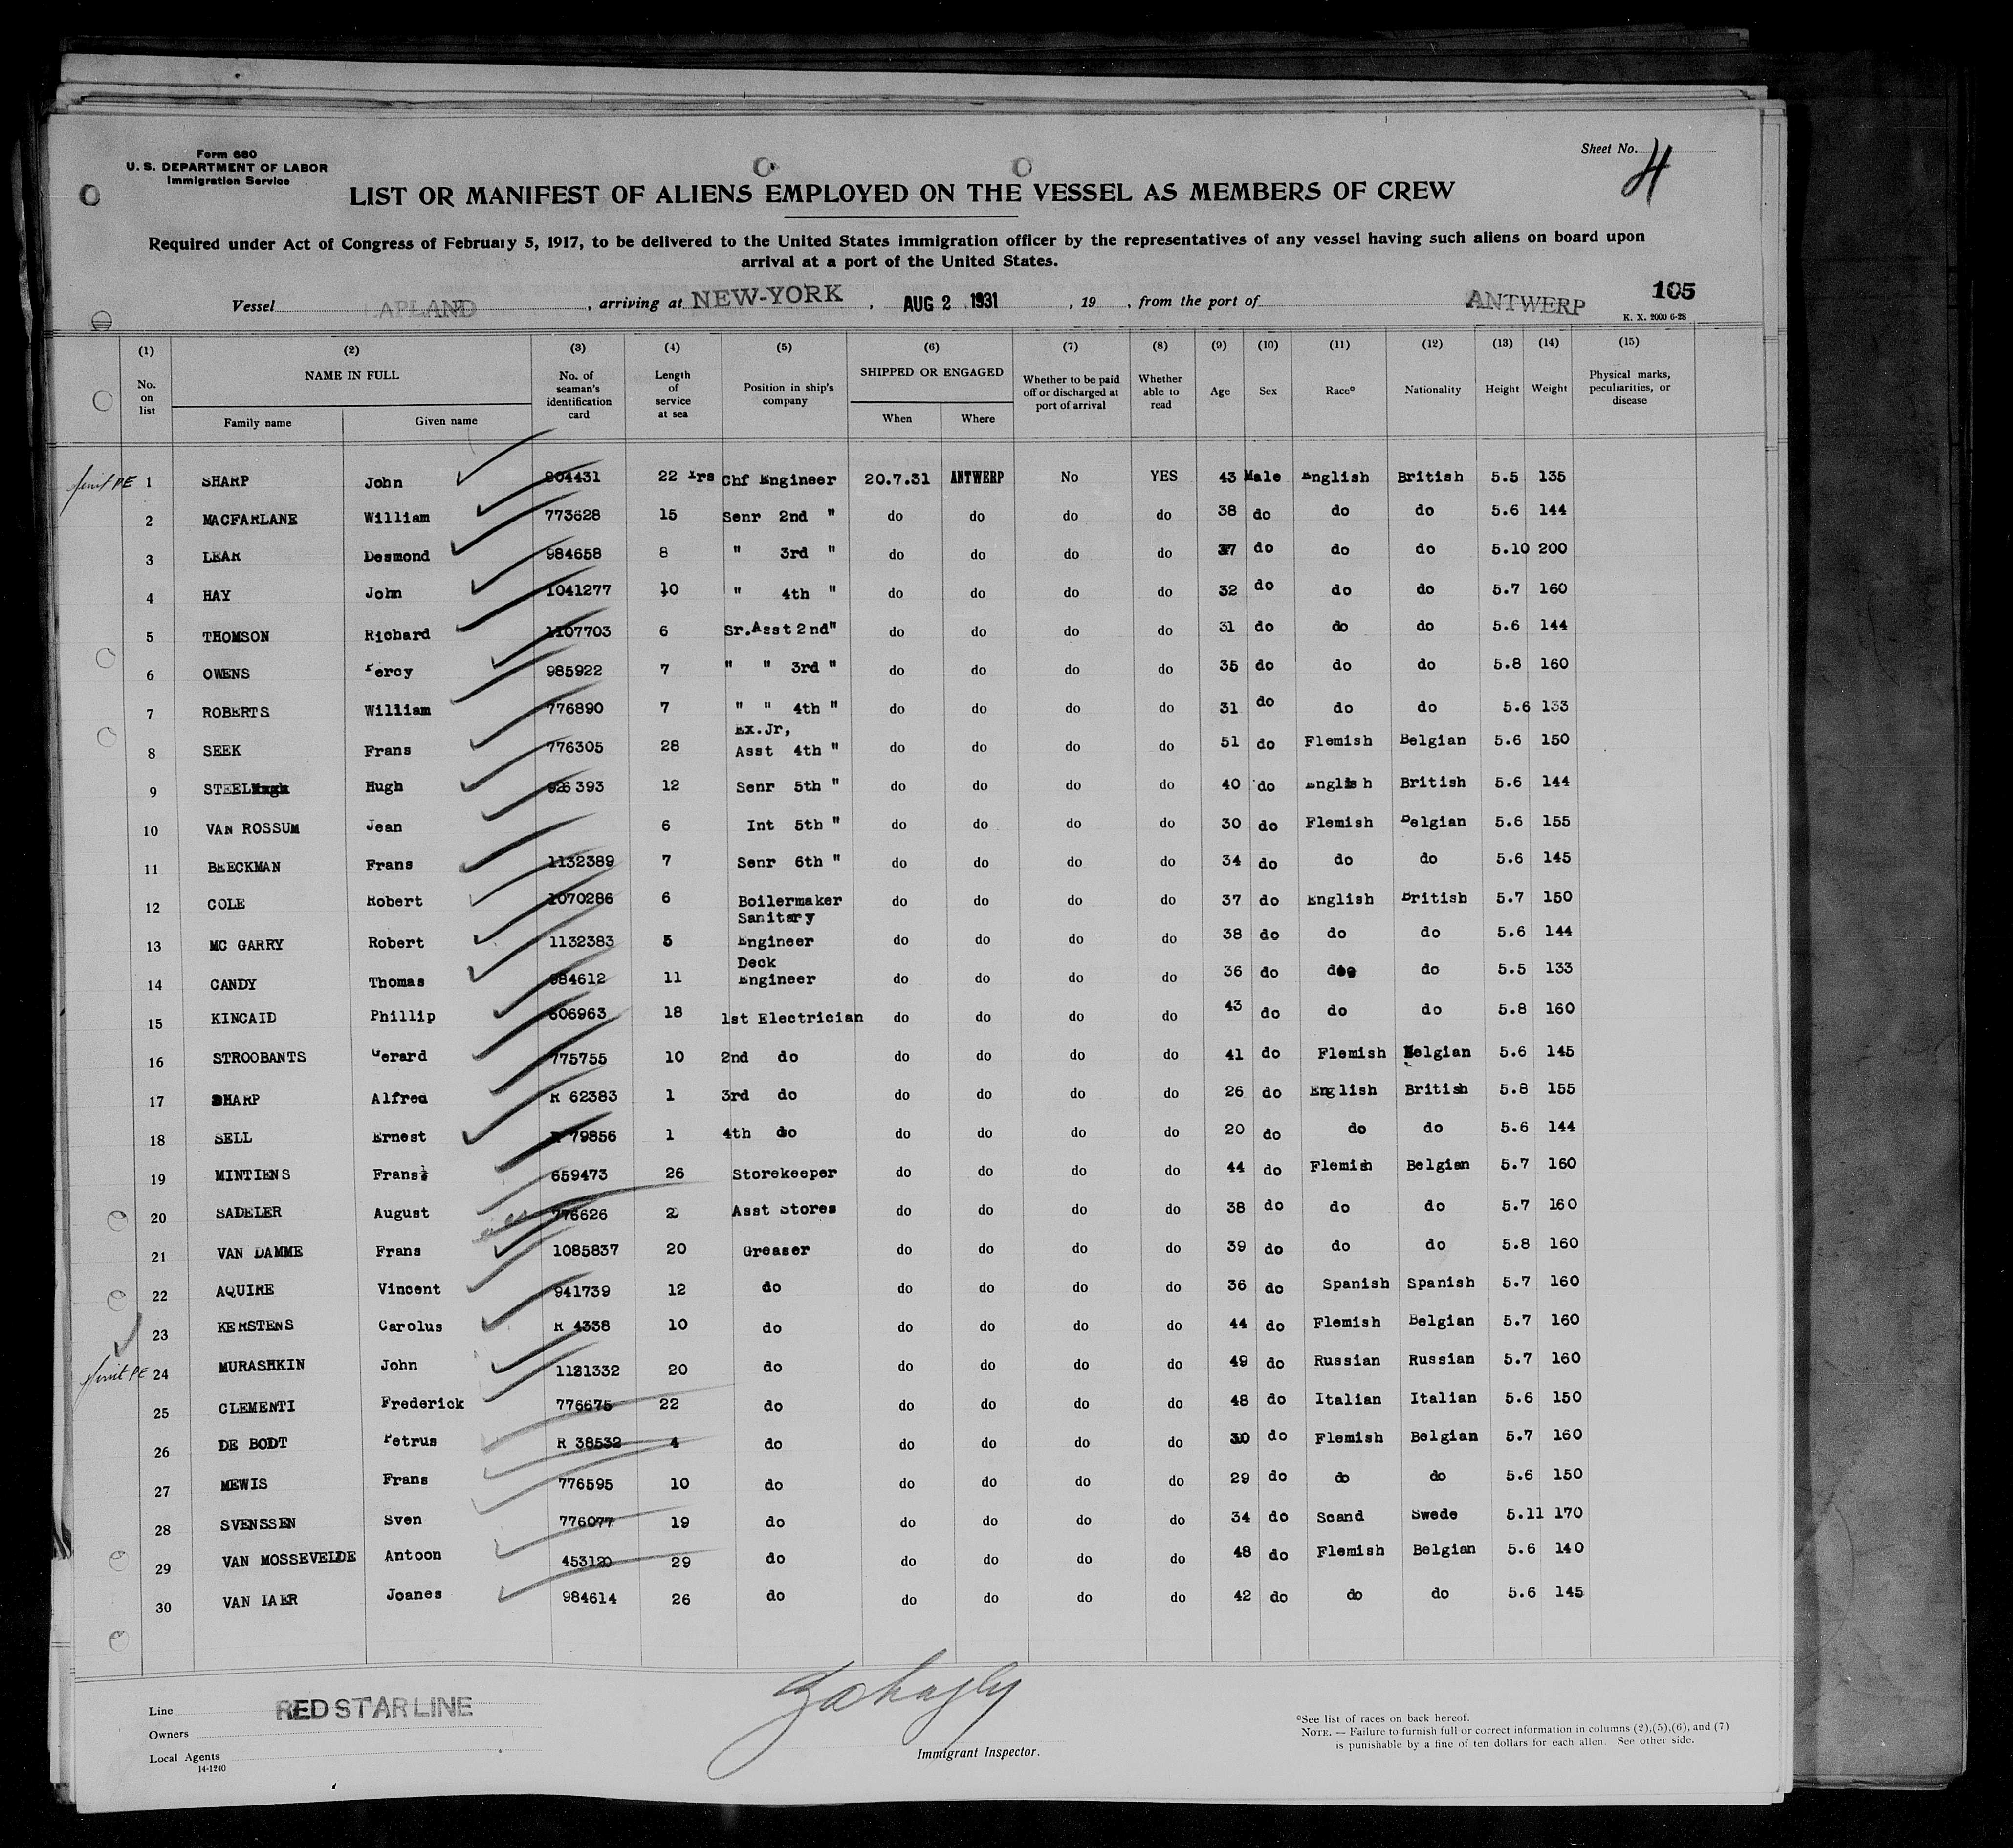 Form 680
U. S. DEPARTMENT OF LABOR
Immigration Service
Sheet No. 4
LIST OR MANIFEST OF ALIENS EMPLOYED ON THE VESSEL AS MEMBERS OF CREW
Required under Act of Congress of February 5, 1917, to be delivered to the United States immigration officer by the representatives of any vessel having such aliens on board upon
arrival at a port of the United States.
105
Vessel LAPLAND, arriving at NEW-YORK, AUG 2 1931, 19 , from the port of ANTWERP
K. X. 2000 6-28
(1) (2) (3) (4) (5) (6) (7) (8) (9) (10) (11) (12) (13) (14) (15)
No. on list NAME IN FULL Family name Given name No. of seaman's identification card Length of service at sea Position in ship's company SHIPPED OR ENGAGED When Where Whether to be paid off or discharged at port of arrival Whether able to read Age Sex Race° Nationality Height Weight Physical marks, peculiarities, or disease
1 SHARP John 804431 22 Yrs Chf Engineer 20.7.31 ANTWERP No YES 43 Male English British 5.5 135
2 MACFARLANE William 773628 15 Senr 2nd " do do do do 38 do do do 5.6 144
3 LEAR Desmond 984658 8 " 3rd " do do do do 37 do do do 5.10 200
4 HAY John 1041277 10 " 4th " do do do do 32 do do do 5.7 160
5 THOMSON Richard 1107703 6 Sr.Asst 2nd" do do do do 31 do do do 5.6 144
6 OWENS Percy 985922 7 " " 3rd " do do do do 35 do do do 5.8 160
7 ROBERTS William 776890 7 " " 4th " do do do do 31 do do do 5.6 133
8 SEEK Frans 776305 28 Ex.Jr, Asst 4th " do do do do 51 do Flemish Belgian 5.6 150
9 STEEL Hugh 926393 12 Senr 5th " do do do do 40 do English British 5.6 144
10 VAN ROSSUM Jean 6 Int 5th " do do do do 30 do Flemish Belgian 5.6 155
11 BEECKMAN Frans 1132389 7 Senr 6th " do do do do 34 do do do 5.6 145
12 COLE Robert 1070286 6 Boilermaker do do do do 37 do English British 5.7 150
13 MC GARRY Robert 1132383 5 Sanitary Engineer do do do do 38 do do do 5.6 144
14 CANDY Thomas 984612 11 Deck Engineer do do do do 36 do do do 5.5 133
15 KINCAID Phillip 606963 18 1st Electrician do do do do 43 do do do 5.8 160
16 STROOBANTS Gerard 775755 10 2nd do do do do do 41 do Flemish Belgian 5.6 145
17 SHARP Alfred R 62383 1 3rd do do do do do 26 do English British 5.8 155
18 SELL Ernest R 79856 1 4th do do do do do 20 do do do 5.6 144
19 MINTIENS Frans 659473 26 Storekeeper do do do do 44 do Flemish Belgian 5.7 160
20 SADELER August 776626 2 Asst Stores do do do do 38 do do do 5.7 160
21 VAN DAMME Frans 1085837 20 Greaser do do do do 39 do do do 5.8 160
22 AQUIRE Vincent 941739 12 do do do do do 36 do Spanish Spanish 5.7 160
23 KERSTENS Carolus R 4338 10 do do do do do 44 do Flemish Belgian 5.7 160
24 MURASHKIN John 1121332 20 do do do do do 49 do Russian Russian 5.7 160
25 CLEMENTI Frederick 776675 22 do do do do do 48 do Italian Italian 5.6 150
26 DE BODT Petrus R 38532 4 do do do do do 30 do Flemish Belgian 5.7 160
27 MEWIS Frans 776595 10 do do do do do 29 do do do 5.6 150
28 SVENSSEN Sven 776077 19 do do do do do 34 do Scand Swede 5.11 170
29 VAN MOSSEVELDE Antoon 453120 29 do do do do do 48 do Flemish Belgian 5.6 140
30 VAN LAER Joanes 984614 26 do do do do do 42 do do do 5.6 145
Line RED STAR LINE
Owners
Local Agents
14-1240
Immigrant Inspector.
°See list of races on back hereof.
NOTE. — Failure to furnish full or correct information in columns (2),(5),(6), and (7)
is punishable by a fine of ten dollars for each alien. See other side.